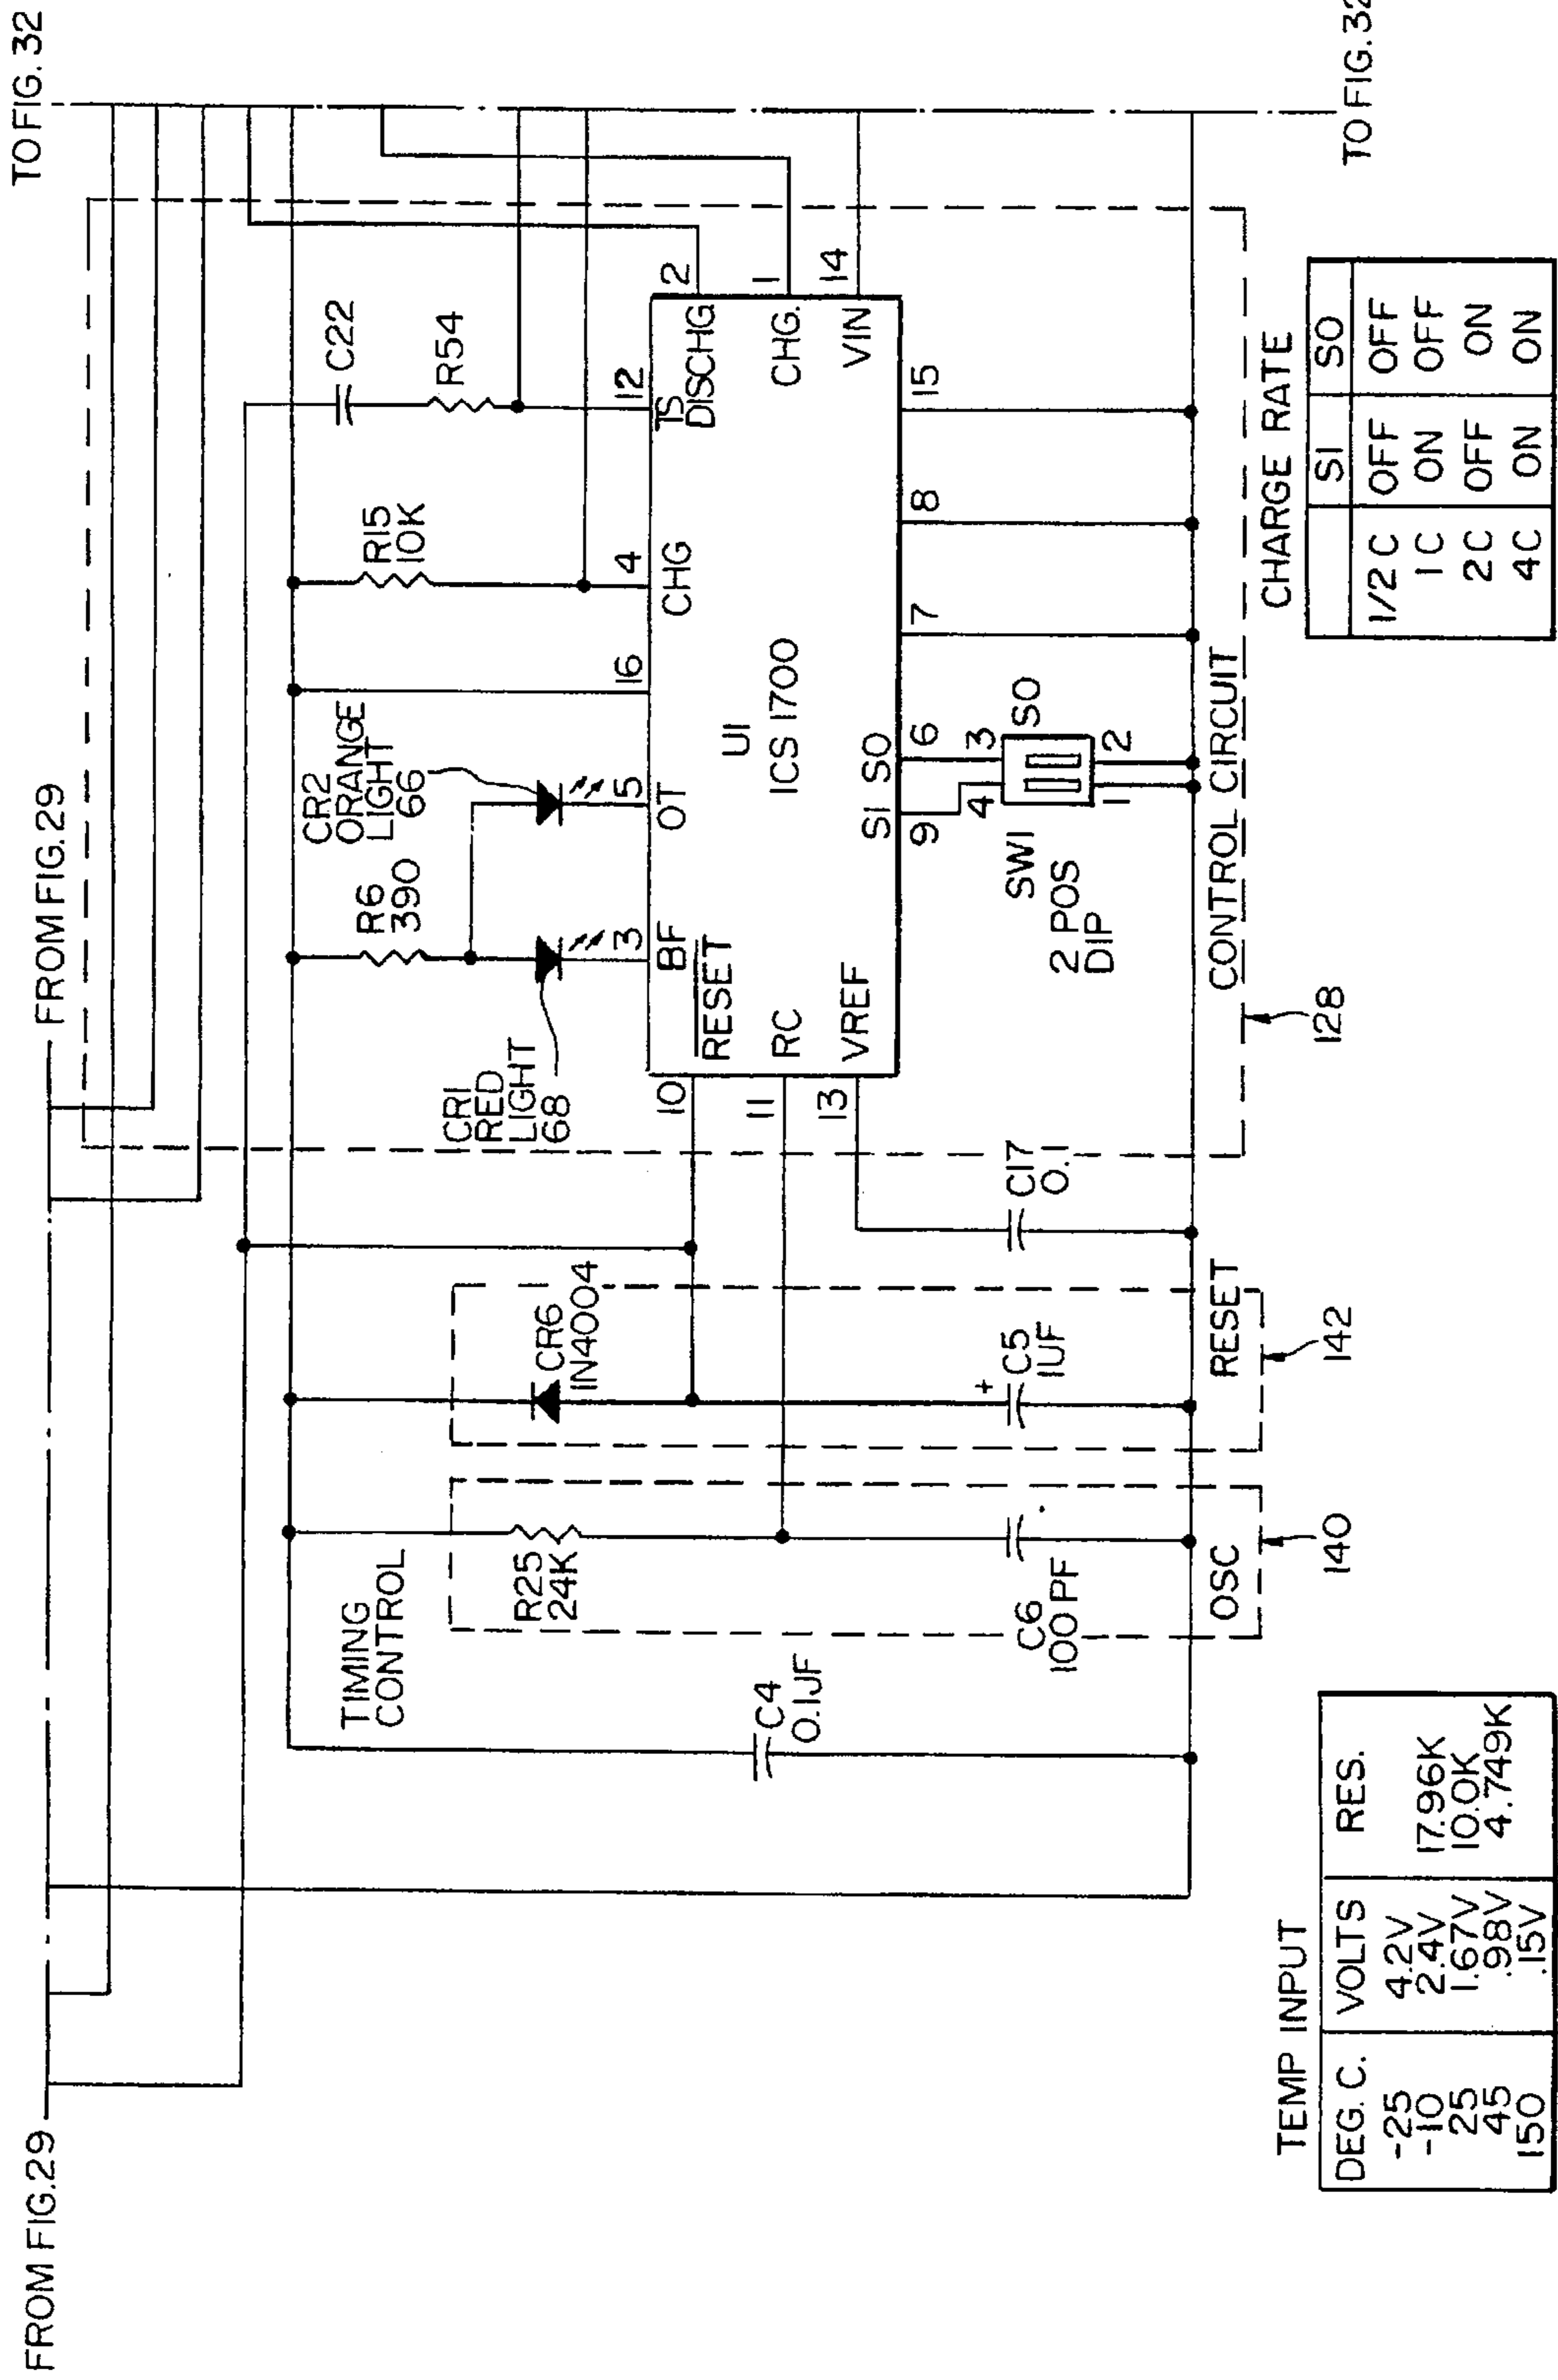 FROM FIG.29
FROM FIG.29
TO FIG. 32
TIMING
CONTROL
C4
0.1JF
R25
24K
C6
100 PF
OSC
140
CR6
IN4004
+
C5
1UF
RESET
142
C17
0.1
CR1
RED
LIGHT
68
R6
390
CR2
ORANGE
LIGHT
66
R15
10K
C22
R54
10
11
13
3
5
16
4
12
2
1
14
BF
OT
CHG
TS
DISCHG.
CHG.
VIN
RESET
RC
VREF
U1
ICS 1700
S1
SO
9
6
7
8
15
4
3
SO
1
2
SW1
2 POS
DIP
CONTROL CIRCUIT
128
TO FIG.32
TEMP INPUT
DEG. C. VOLTS RES.
-25 4.2V
-10 2.4V 17.96K
25 1.67V 10.0K
45 .98V 4.749K
150 .15V
CHARGE RATE
S1 SO
1/2 C OFF OFF
1 C ON OFF
2 C OFF ON
4 C ON ON